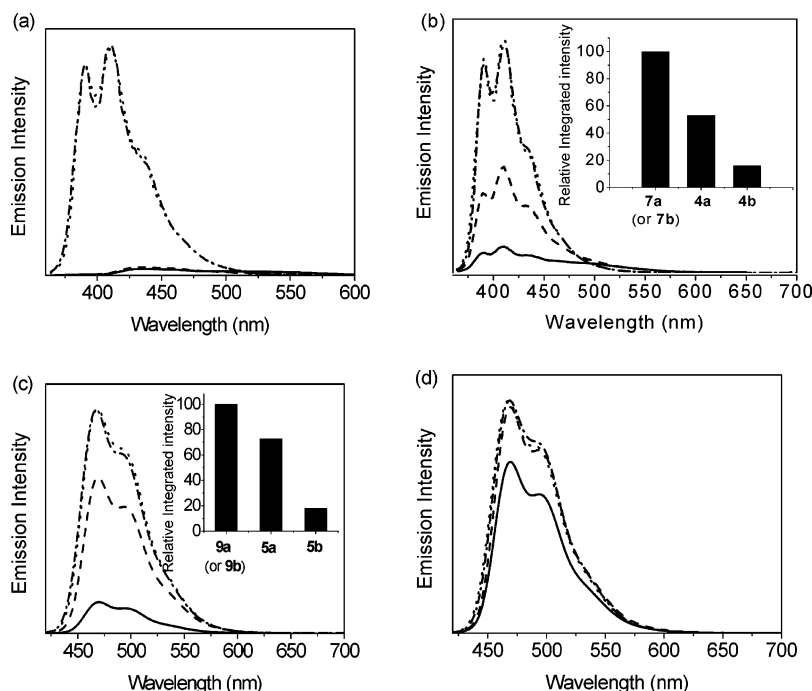 (a)
Emission Intensity
400 450 500 550 600
Wavelength (nm)
(b)
Emission Intensity
400 450 500 550 600 650 700
Wavelength (nm)
Relative Integrated intensity
100
80
60
40
20
0
7a 4a 4b
(or 7b)
(c)
Emission Intensity
450 500 550 600 650 700
Wavelength (nm)
Relative Integrated intensity
100
80
60
40
20
0
9a 5a 5b
(or 9b)
(d)
Emission Intensity
450 500 550 600 650 700
Wavelength (nm)